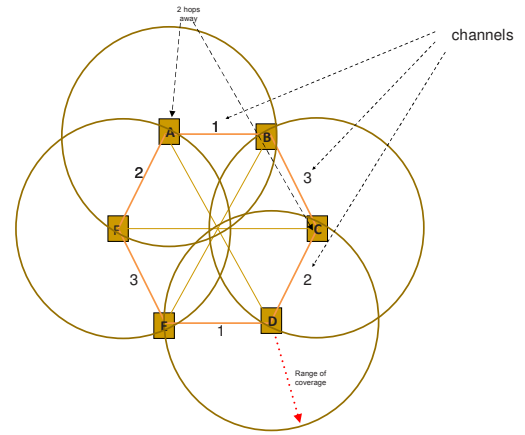 2 hops
away
channels
A
1
B
2
3
F
C
3
2
E
D
1
Range of
coverage